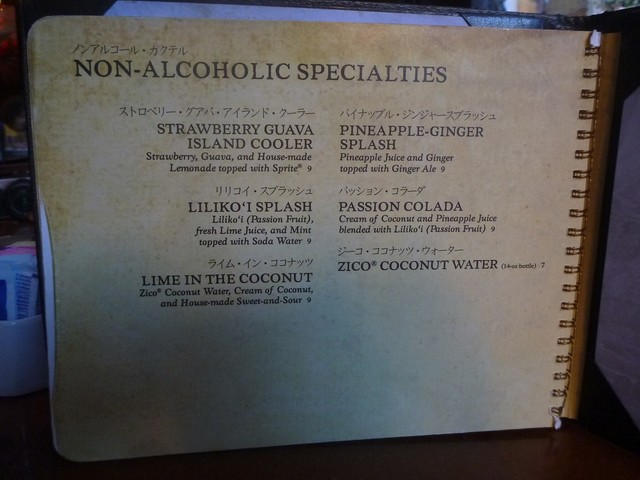 ノンアルコール・カクテル
NON-ALCOHOLIC SPECIALTIES
ストロベリー・グアバ・アイランド・クーラー
STRAWBERRY GUAVA
ISLAND COOLER
Strawberry, Guava, and House-made
Lemonade topped with Sprite® 9
リリコイ・スプラッシュ
LILIKO‘I SPLASH
Liliko‘i (Passion Fruit),
fresh Lime Juice, and Mint
topped with Soda Water 9
ライム・イン・ココナッツ
LIME IN THE COCONUT
Zico® Coconut Water, Cream of Coconut,
and House-made Sweet-and-Sour 9
パイナップル・ジンジャースプラッシュ
PINEAPPLE-GINGER
SPLASH
Pineapple Juice and Ginger
topped with Ginger Ale 9
パッション・コラーダ
PASSION COLADA
Cream of Coconut and Pineapple Juice
blended with Liliko‘i (Passion Fruit) 9
ジーコ・ココナッツ・ウォーター
ZICO® COCONUT WATER (14-oz bottle) 7